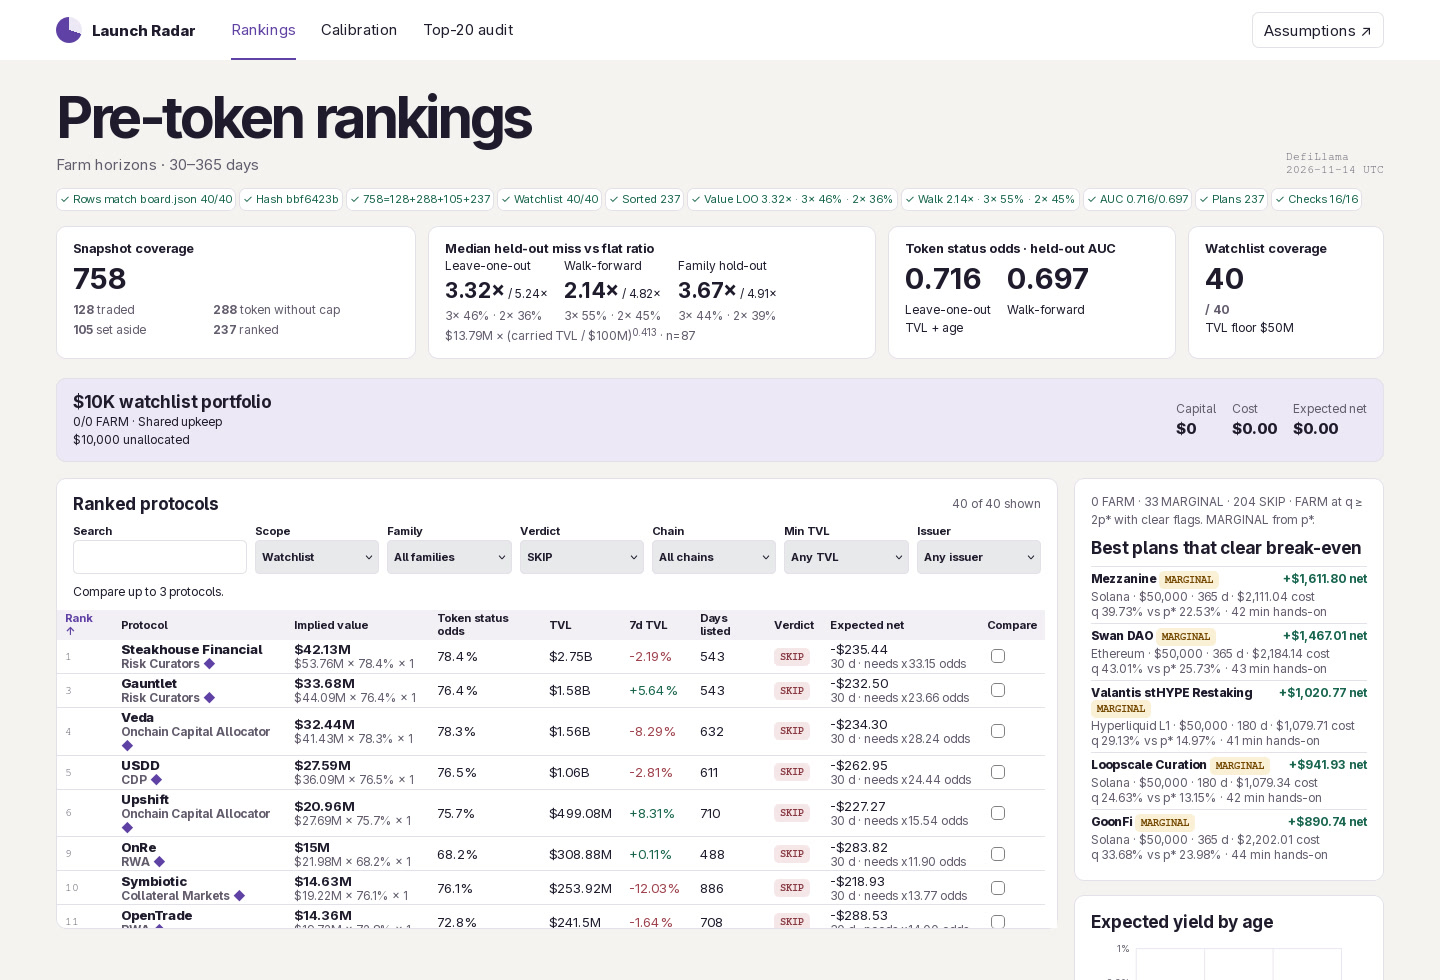 Launch Radar
Rankings
Calibration
Top-20 audit
Assumptions ↗
Pre-token rankings
Farm horizons · 30–365 days
DefiLlama
2026-11-14 UTC
✓ Rows match board.json 40/40
✓ Hash bbf6423b
✓ 758=128+288+105+237
✓ Watchlist 40/40
✓ Sorted 237
✓ Value LOO 3.32× · 3× 46% · 2× 36%
✓ Walk 2.14× · 3× 55% · 2× 45%
✓ AUC 0.716/0.697
✓ Plans 237
✓ Checks 16/16
Snapshot coverage
758
128 traded
288 token without cap
105 set aside
237 ranked
Median held-out miss vs flat ratio
Leave-one-out
Walk-forward
Family hold-out
3.32× / 5.24×
2.14× / 4.82×
3.67× / 4.91×
3× 46% · 2× 36%
3× 55% · 2× 45%
3× 44% · 2× 39%
$13.79M × (carried TVL / $100M)^0.413 · n=87
Token status odds · held-out AUC
0.716
0.697
Leave-one-out
Walk-forward
TVL + age
Watchlist coverage
40
/ 40
TVL floor $50M
$10K watchlist portfolio
0/0 FARM · Shared upkeep
$10,000 unallocated
Capital
Cost
Expected net
$0
$0.00
$0.00
Ranked protocols
40 of 40 shown
Search
Scope
Family
Verdict
Chain
Min TVL
Issuer
Watchlist
All families
SKIP
All chains
Any TVL
Any issuer
Compare up to 3 protocols.
Rank ↑
Protocol
Implied value
Token status odds
TVL
7d TVL
Days listed
Verdict
Expected net
Compare
1
Steakhouse Financial
Risk Curators ◆
$42.13M
$53.76M × 78.4% × 1
78.4%
$2.75B
-2.19%
543
SKIP
-$235.44
30 d · needs x33.15 odds
3
Gauntlet
Risk Curators ◆
$33.68M
$44.09M × 76.4% × 1
76.4%
$1.58B
+5.64%
543
SKIP
-$232.50
30 d · needs x23.66 odds
4
Veda
Onchain Capital Allocator ◆
$32.44M
$41.43M × 78.3% × 1
78.3%
$1.56B
-8.29%
632
SKIP
-$234.30
30 d · needs x28.24 odds
5
USDD
CDP ◆
$27.59M
$36.09M × 76.5% × 1
76.5%
$1.06B
-2.81%
611
SKIP
-$262.95
30 d · needs x24.44 odds
6
Upshift
Onchain Capital Allocator ◆
$20.96M
$27.69M × 75.7% × 1
75.7%
$499.08M
+8.31%
710
SKIP
-$227.27
30 d · needs x15.54 odds
9
OnRe
RWA ◆
$15M
$21.98M × 68.2% × 1
68.2%
$308.88M
+0.11%
488
SKIP
-$283.82
30 d · needs x11.90 odds
10
Symbiotic
Collateral Markets ◆
$14.63M
$19.22M × 76.1% × 1
76.1%
$253.92M
-12.03%
886
SKIP
-$218.93
30 d · needs x13.77 odds
11
OpenTrade
$14.36M
72.8%
$241.5M
-1.64%
708
SKIP
-$288.53
0 FARM · 33 MARGINAL · 204 SKIP · FARM at q ≥
2p* with clear flags. MARGINAL from p*.
Best plans that clear break-even
Mezzanine MARGINAL
+$1,611.80 net
Solana · $50,000 · 365 d · $2,111.04 cost
q 39.73% vs p* 22.53% · 42 min hands-on
Swan DAO MARGINAL
+$1,467.01 net
Ethereum · $50,000 · 365 d · $2,184.14 cost
q 43.01% vs p* 25.73% · 43 min hands-on
Valantis stHYPE Restaking
+$1,020.77 net
MARGINAL
Hyperliquid L1 · $50,000 · 180 d · $1,079.71 cost
q 29.13% vs p* 14.97% · 41 min hands-on
Loopscale Curation MARGINAL
+$941.93 net
Solana · $50,000 · 180 d · $1,079.34 cost
q 24.63% vs p* 13.15% · 42 min hands-on
GoonFi MARGINAL
+$890.74 net
Solana · $50,000 · 365 d · $2,202.01 cost
q 33.68% vs p* 23.98% · 44 min hands-on
Expected yield by age
1%